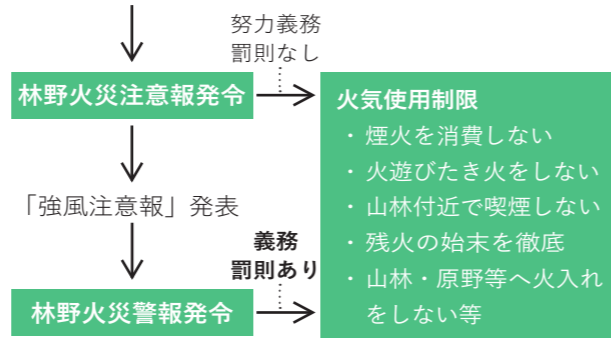 努力義務
罰則なし
林野火災注意報発令
「強風注意報」発表
義務
罰則あり
林野火災警報発令
火気使用制限
・煙火を消費しない
・火遊びたき火をしない
・山林付近で喫煙しない
・残火の始末を徹底
・山林・原野等へ火入れ
をしない等